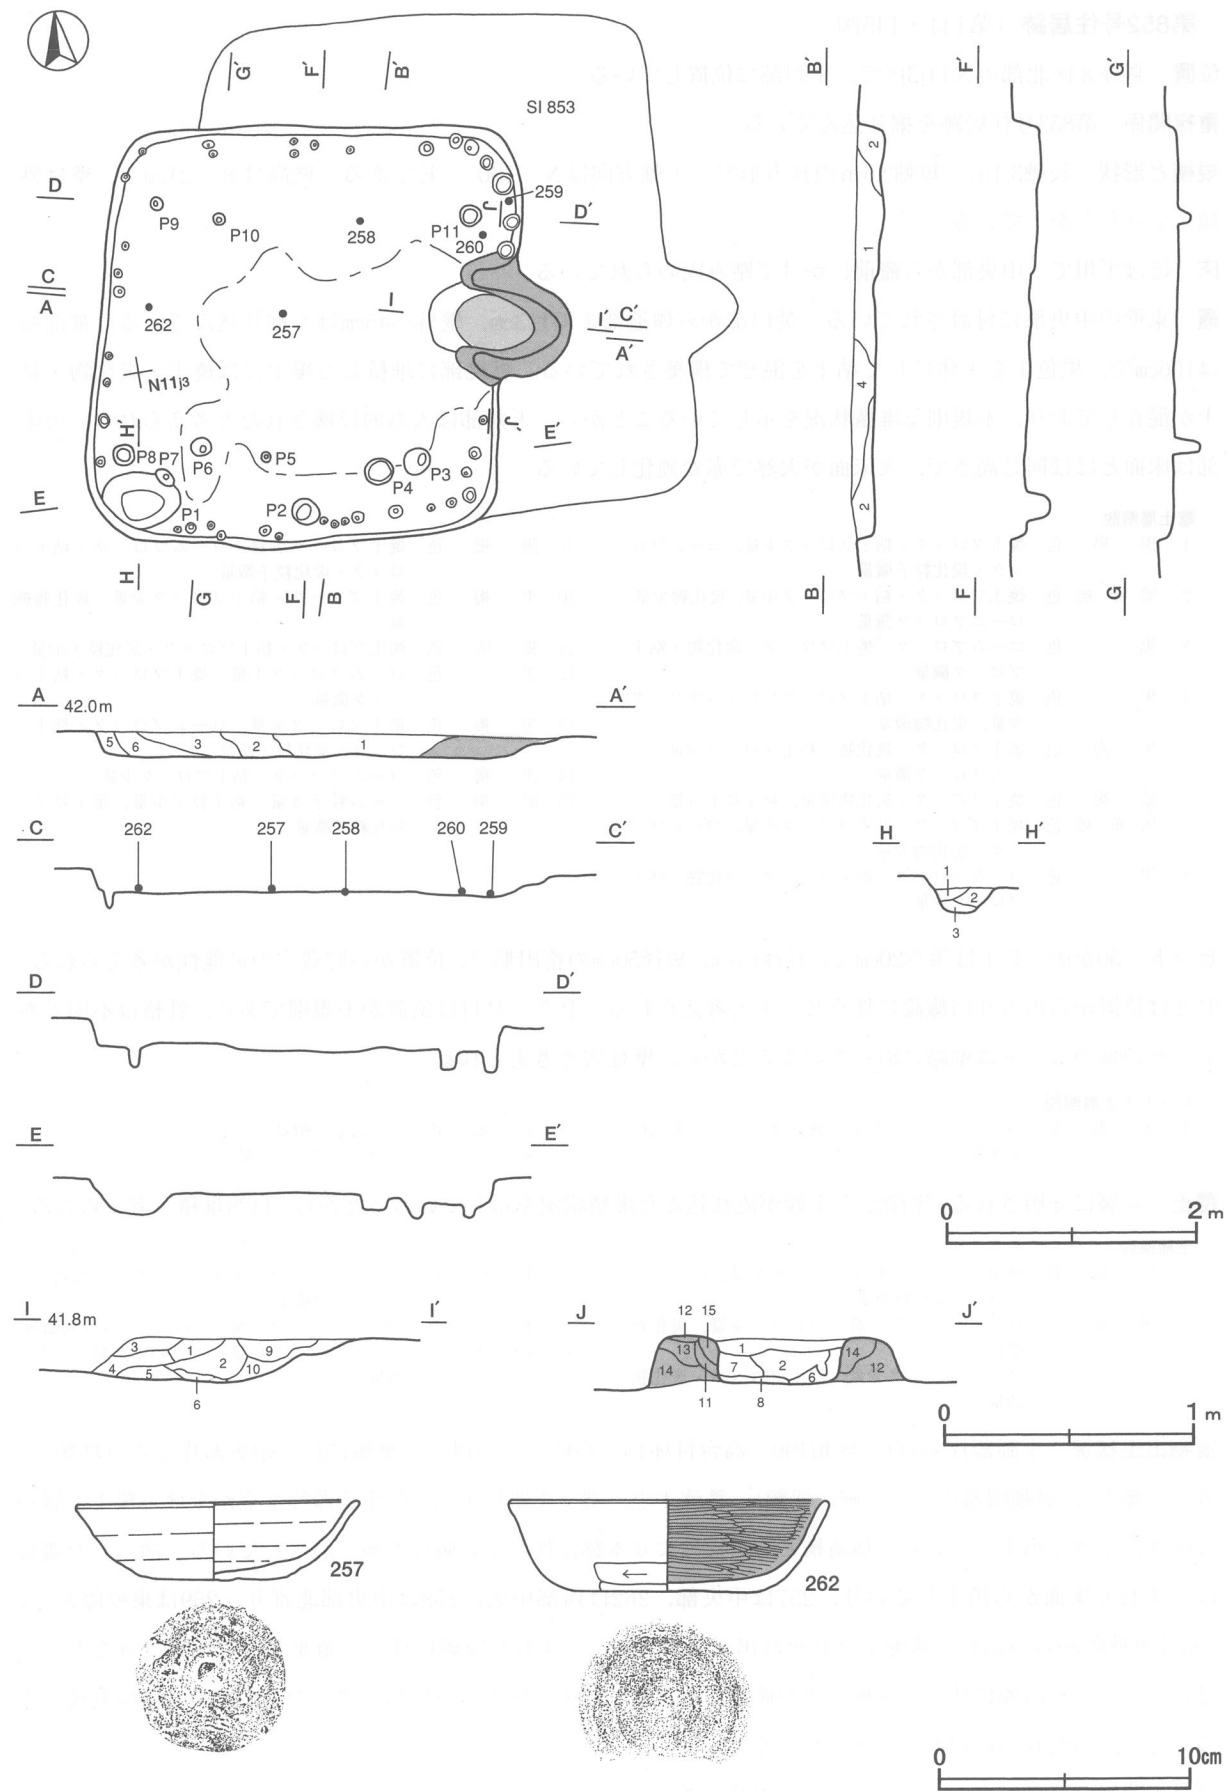 G′ F′ B′
SI 853
D
259
J
D′
P9
P10
258
P11
260
C
A
I
I′
C′
A′
262
257
N11j3
H′
J′
E′
P8
P7
P6
P5
P4
P3
E
P1
P2
H
G
F
B
B′
F′
G′
2
1
4
2
B
F
G
A 42.0m A′
5 6 3 2 1
C 262 257 258 260 259 C′
H H′
1
2
3
D D′
E E′
0 2 m
I 41.8m I′
3 1 9
4 5 2 10
6
J 12 15 J′
13 1 14
14 7 2 6 12
11 8
0 1 m
257
262
0 10cm